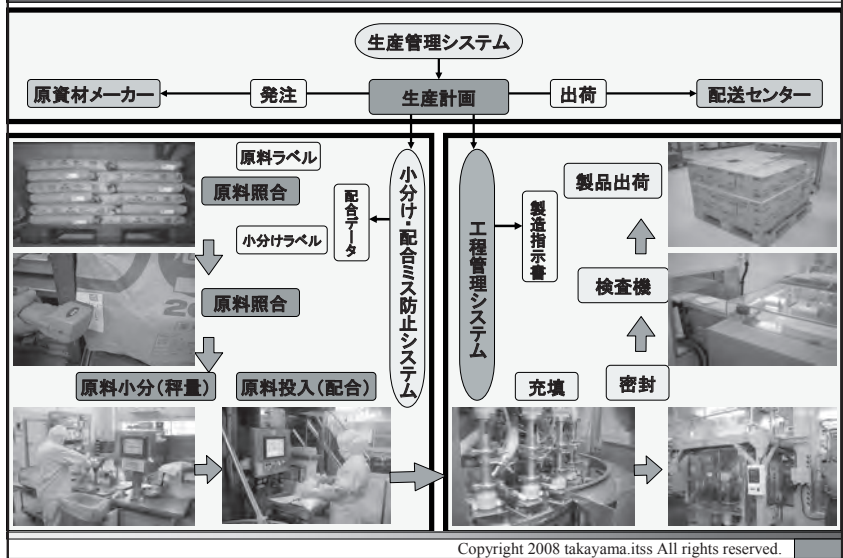 生産管理システム
原資材メーカー
発注
生産計画
出荷
配送センター
原料ラベル
原料照合
小分けラベル
配合データ
原料照合
小分け・配合ミス防止システム
原料小分(秤量)
原料投入(配合)
工程管理システム
製造指示書
製品出荷
検査機
充填
密封
Copyright 2008 takayama.itss All rights reserved.